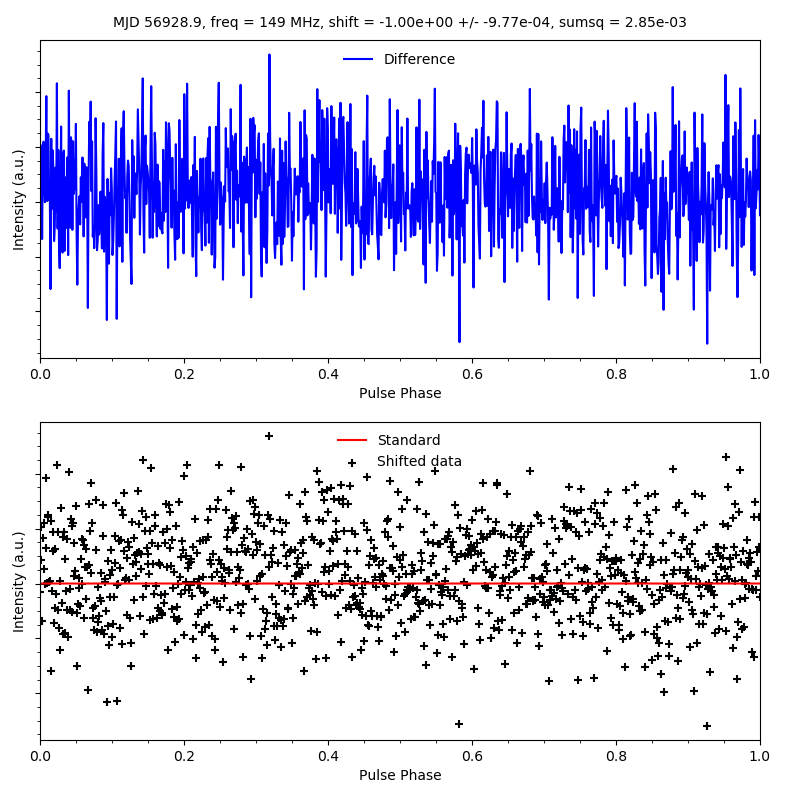 MJD 56928.9, freq = 149 MHz, shift = -1.00e+00 +/- -9.77e-04, sumsq = 2.85e-03
Difference
Intensity (a.u.)
0.0 0.2 0.4 0.6 0.8 1.0
Pulse Phase
Standard
Shifted data
Intensity (a.u.)
0.0 0.2 0.4 0.6 0.8 1.0
Pulse Phase